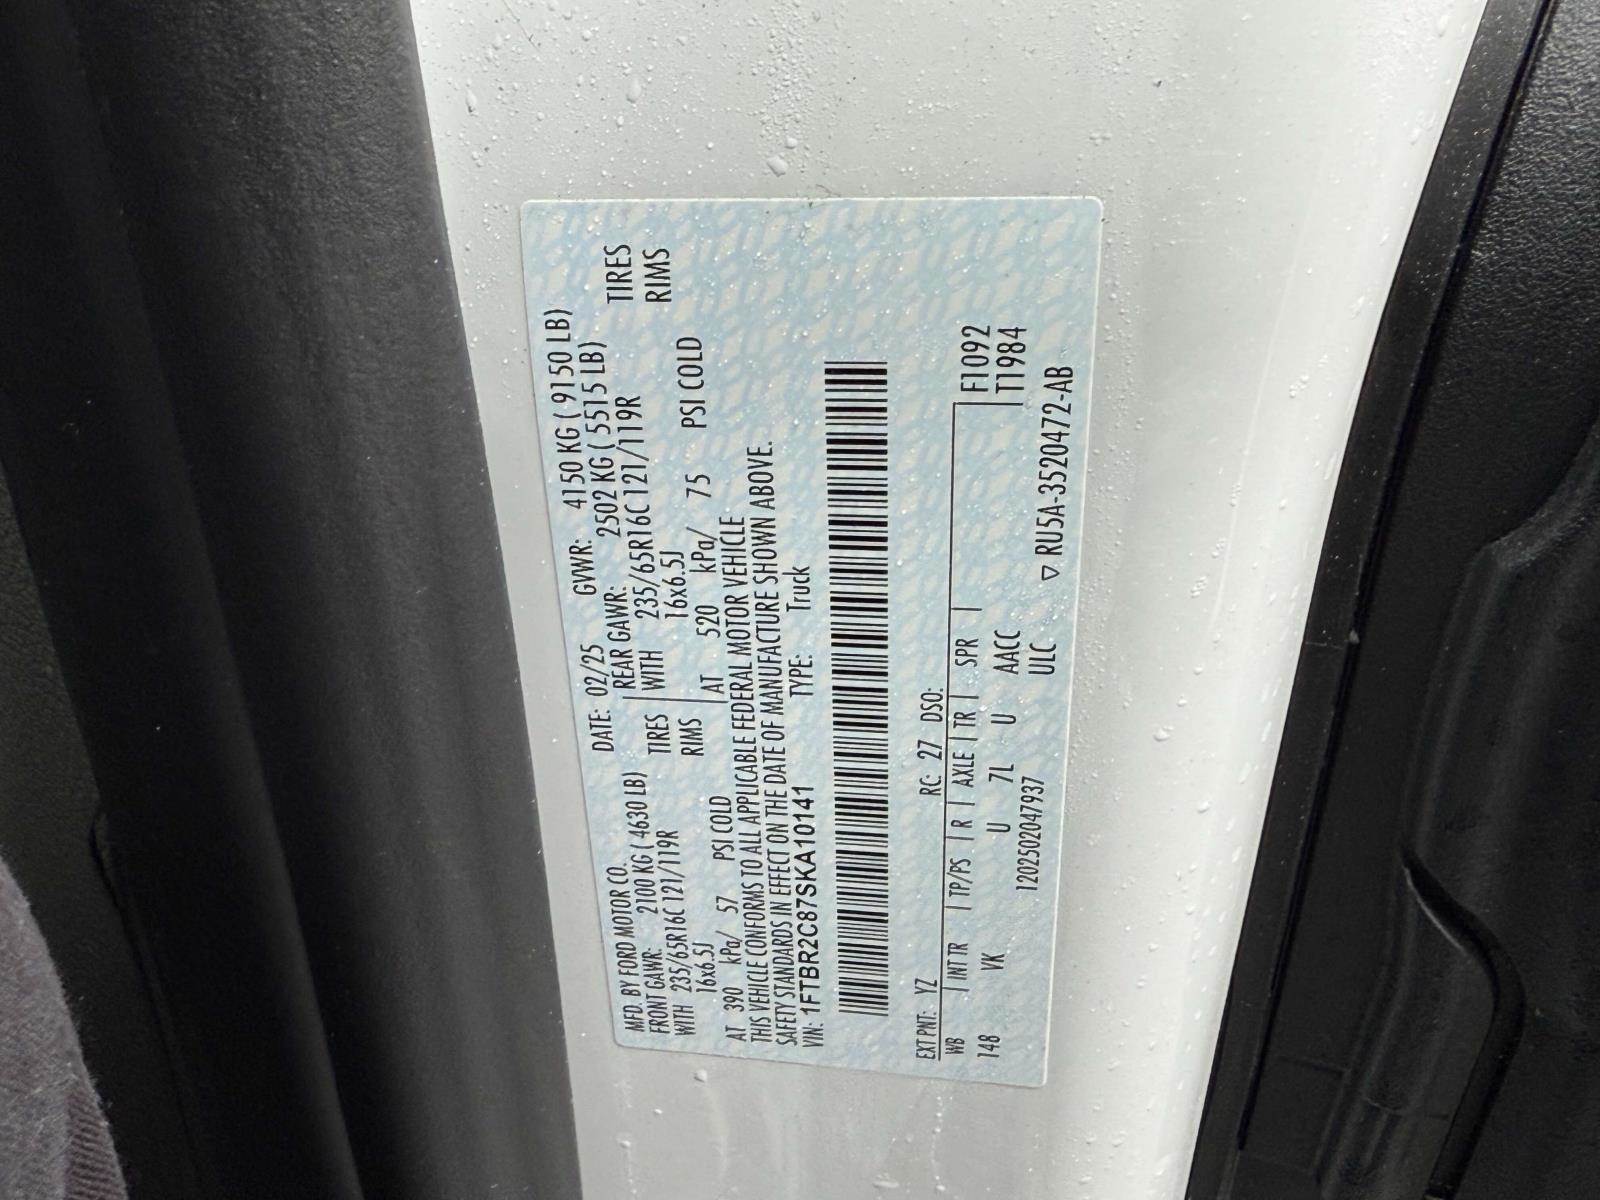 MFD. BY FORD MOTOR CO. DATE: 02/25 GVWR: 4150 KG ( 9150 LB)
FRONT GAWR: 2100 KG ( 4630 LB) REAR GAWR: 2502 KG ( 5515 LB)
WITH 235/65R16C 121/119R TIRES WITH 235/65R16C 121/119R TIRES
16x6.5J RIMS 16x6.5J RIMS
AT 390 kPa/ 57 PSI COLD AT 520 kPa/ 75 PSI COLD
THIS VEHICLE CONFORMS TO ALL APPLICABLE FEDERAL MOTOR VEHICLE
SAFETY STANDARDS IN EFFECT ON THE DATE OF MANUFACTURE SHOWN ABOVE.
VIN: 1FTBR2C87SKA10141 TYPE: Truck
EXT PNT: YZ RC: 27 DSO:
WB | INT TR | TP/PS | R | AXLE | TR | SPR | F1092
148 VK U 7L U AACC T1984
1202502047937 ULC
▽ RU5A-3520472-AB